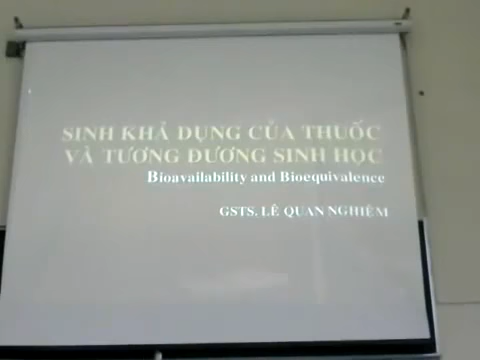 SINH KHẢ DỤNG CỦA THUỐC
VÀ TƯƠNG ĐƯƠNG SINH HỌC
Bioavailability and Bioequivalence
GSTS. LÊ QUAN NGHIỆM